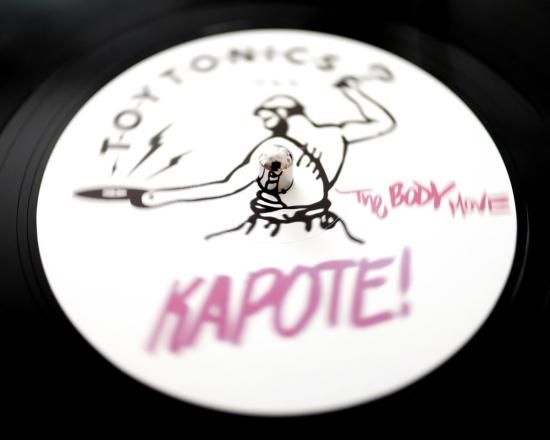 TOYTONICS
The BODY MOVE
KAPOTE!